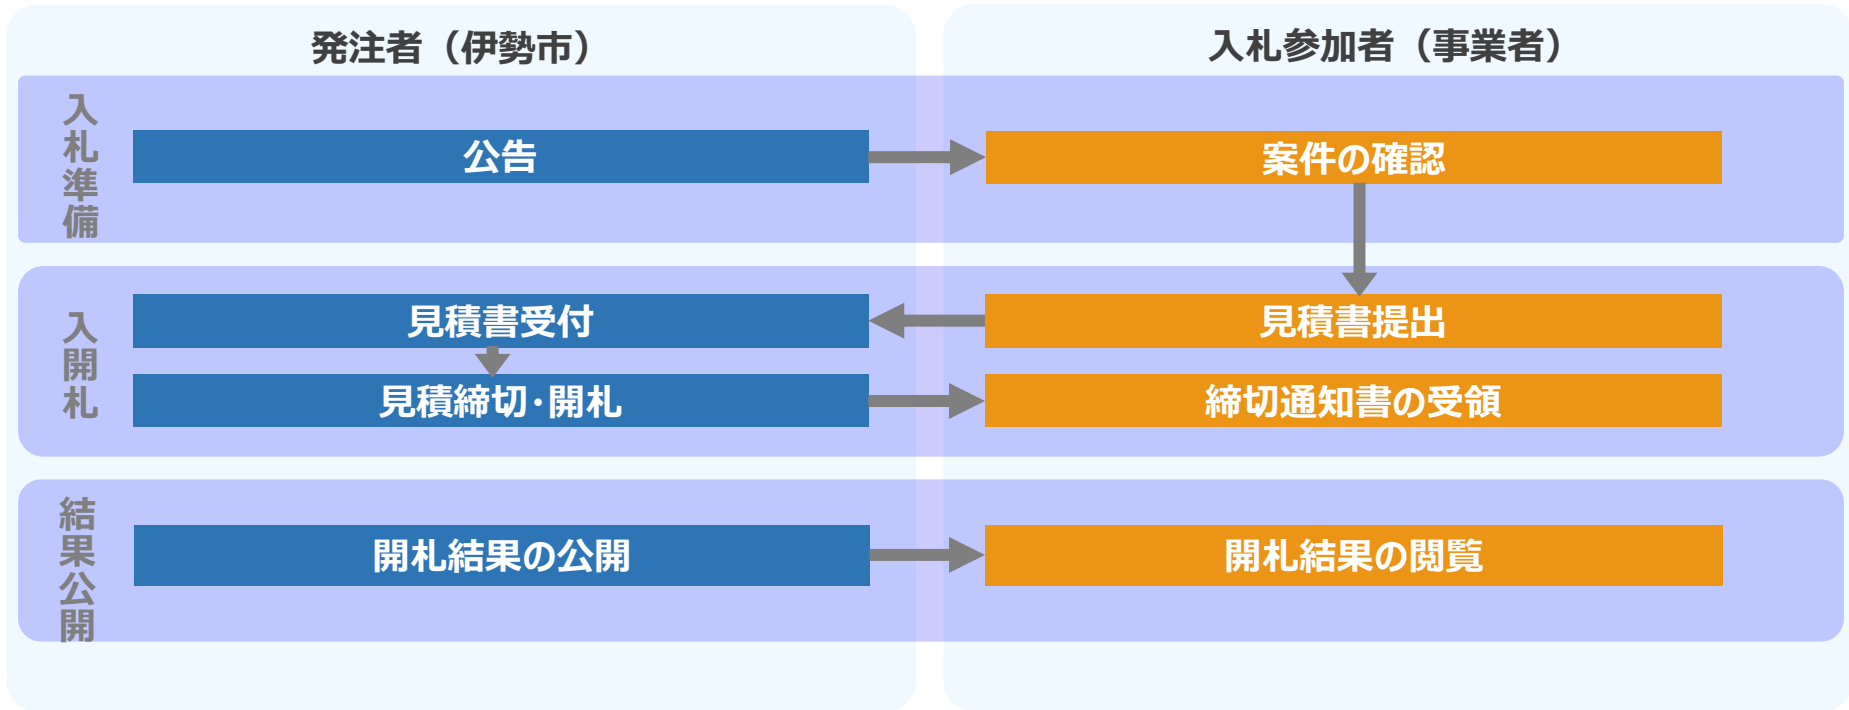 発注者（伊勢市）
入札参加者（事業者）
入札準備
公告
案件の確認
入開札
見積書受付
見積書提出
見積締切･開札
締切通知書の受領
結果公開
開札結果の公開
開札結果の閲覧